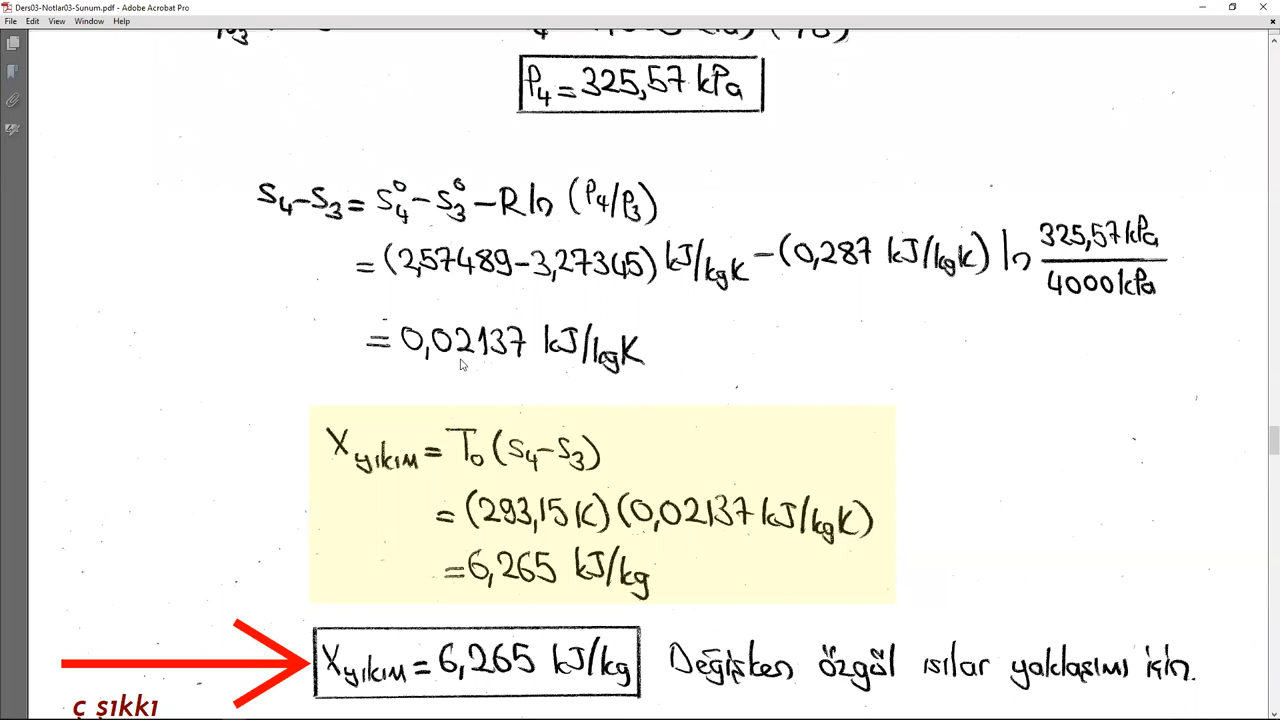 Ders03-Notlar03-Sunum.pdf - Adobe Acrobat Pro
File Edit View Window Help
P₄ = 325,57 kPa
S₄-S₃ = S₄⁰-S₃⁰-R ln (P₄/P₃)
= (2,57489-3,27345) kJ/kgK - (0,287 kJ/kgK) ln 325,57 kPa / 4000 kPa
= 0,02137 kJ/kgK
Xyıkım = T₀ (S₄-S₃)
= (293,15 K) (0,02137 kJ/kgK)
= 6,265 kJ/kg
Xyıkım = 6,265 kJ/kg Değişken özgül ısılar yaklaşımı için.
ç şıkkı